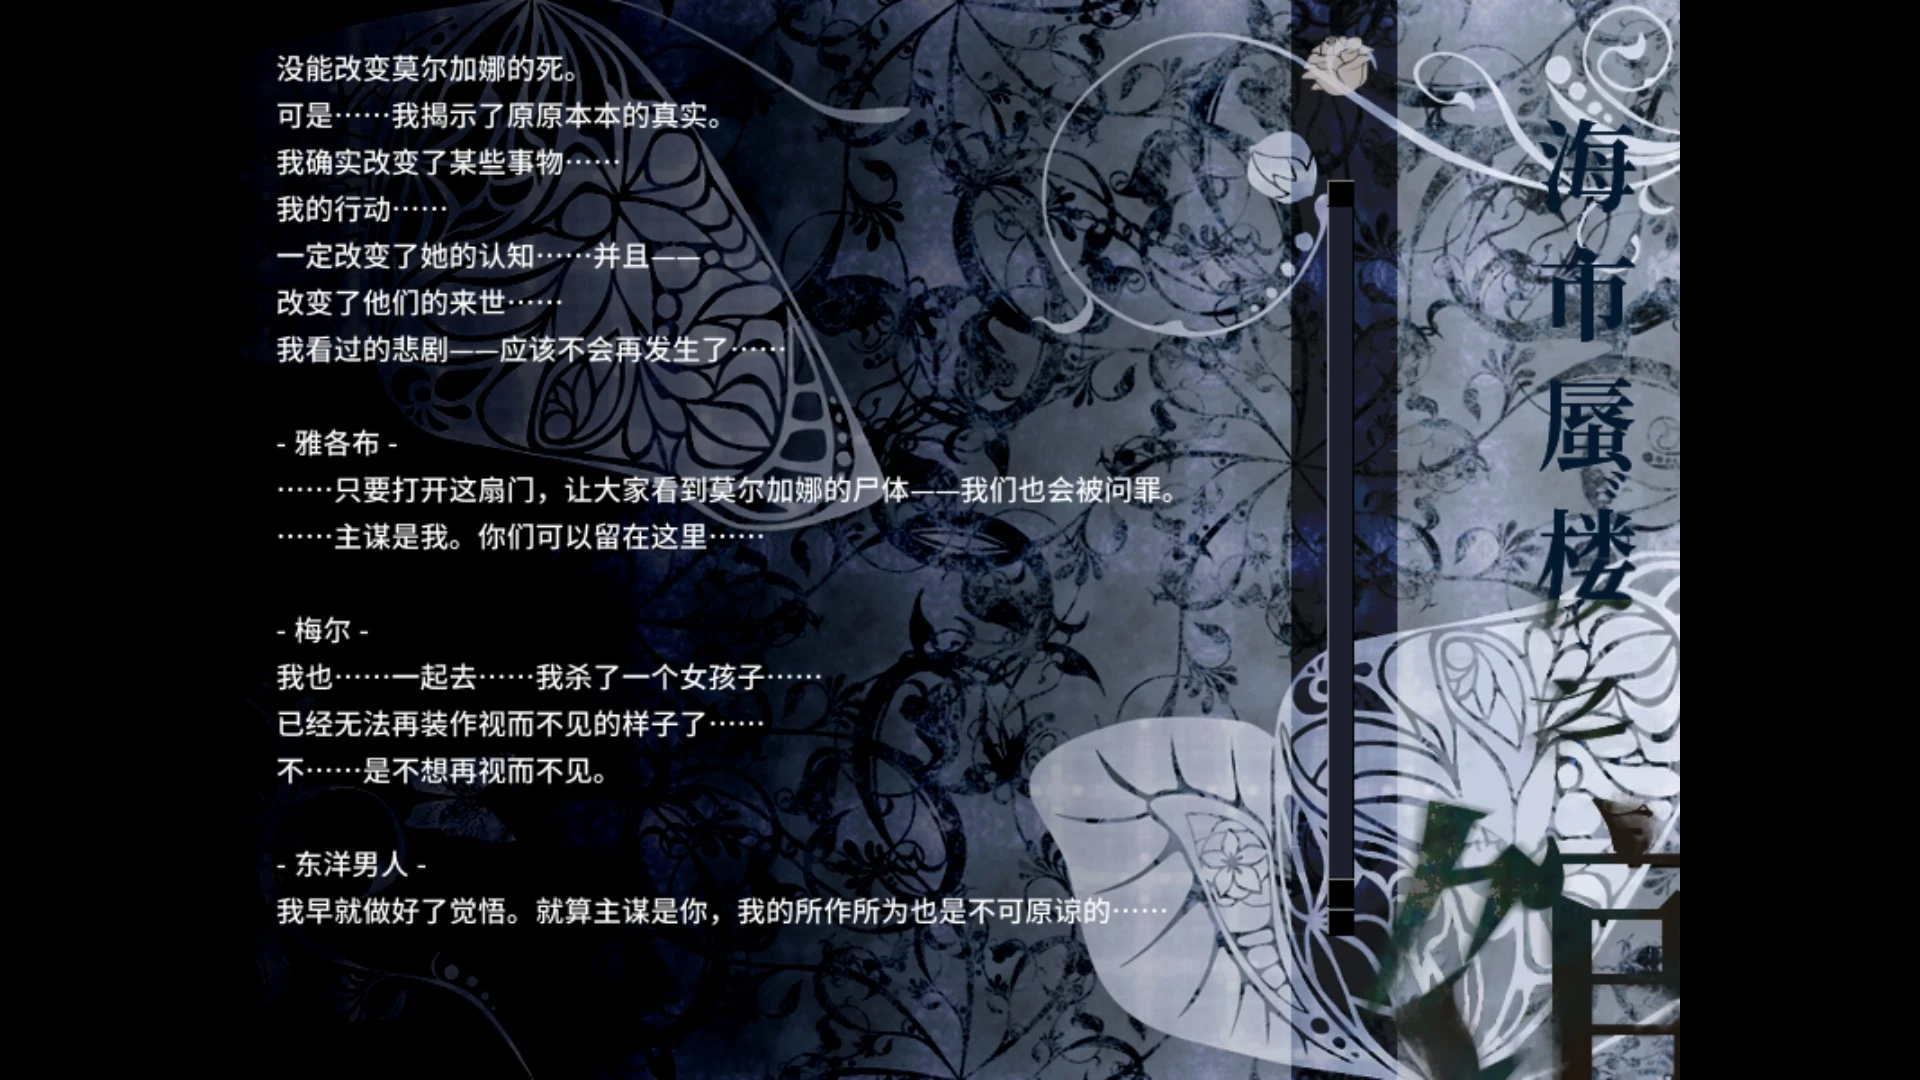 没能改变莫尔加娜的死。
可是……我揭示了原原本本的真实。
我确实改变了某些事物……
我的行动……
一定改变了她的认知……并且——
改变了他们的来世……
我看过的悲剧——应该不会再发生了……
- 雅各布 -
……只要打开这扇门，让大家看到莫尔加娜的尸体——我们也会被问罪。
……主谋是我。你们可以留在这里……
- 梅尔 -
我也……一起去……我杀了一个女孩子……
已经无法再装作视而不见的样子了……
不……是不想再视而不见。
- 东洋男人 -
我早就做好了觉悟。就算主谋是你，我的所作所为也是不可原谅的……
海市蜃楼之馆